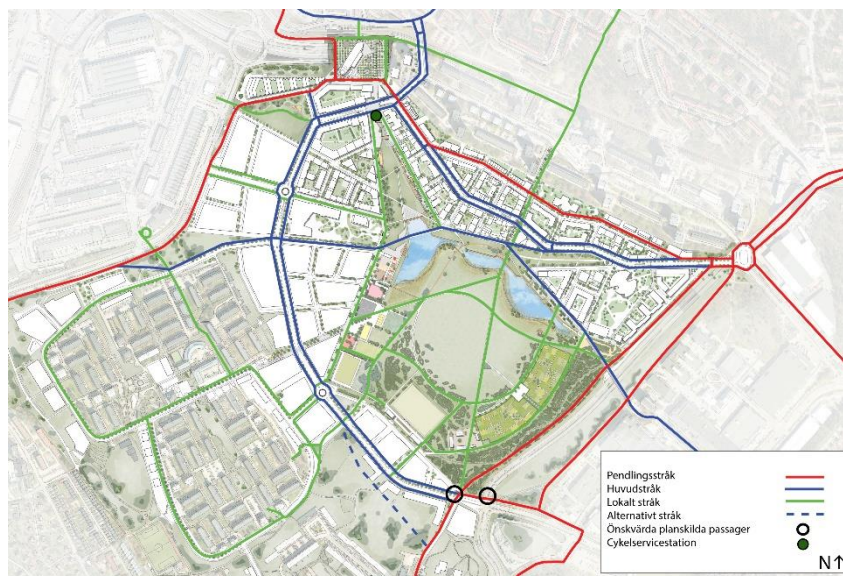 Pendlingsstråk
Huvudstråk
Lokalt stråk
Alternativt stråk
Önskvärda planskilda passager
Cykelservicestation
N↑